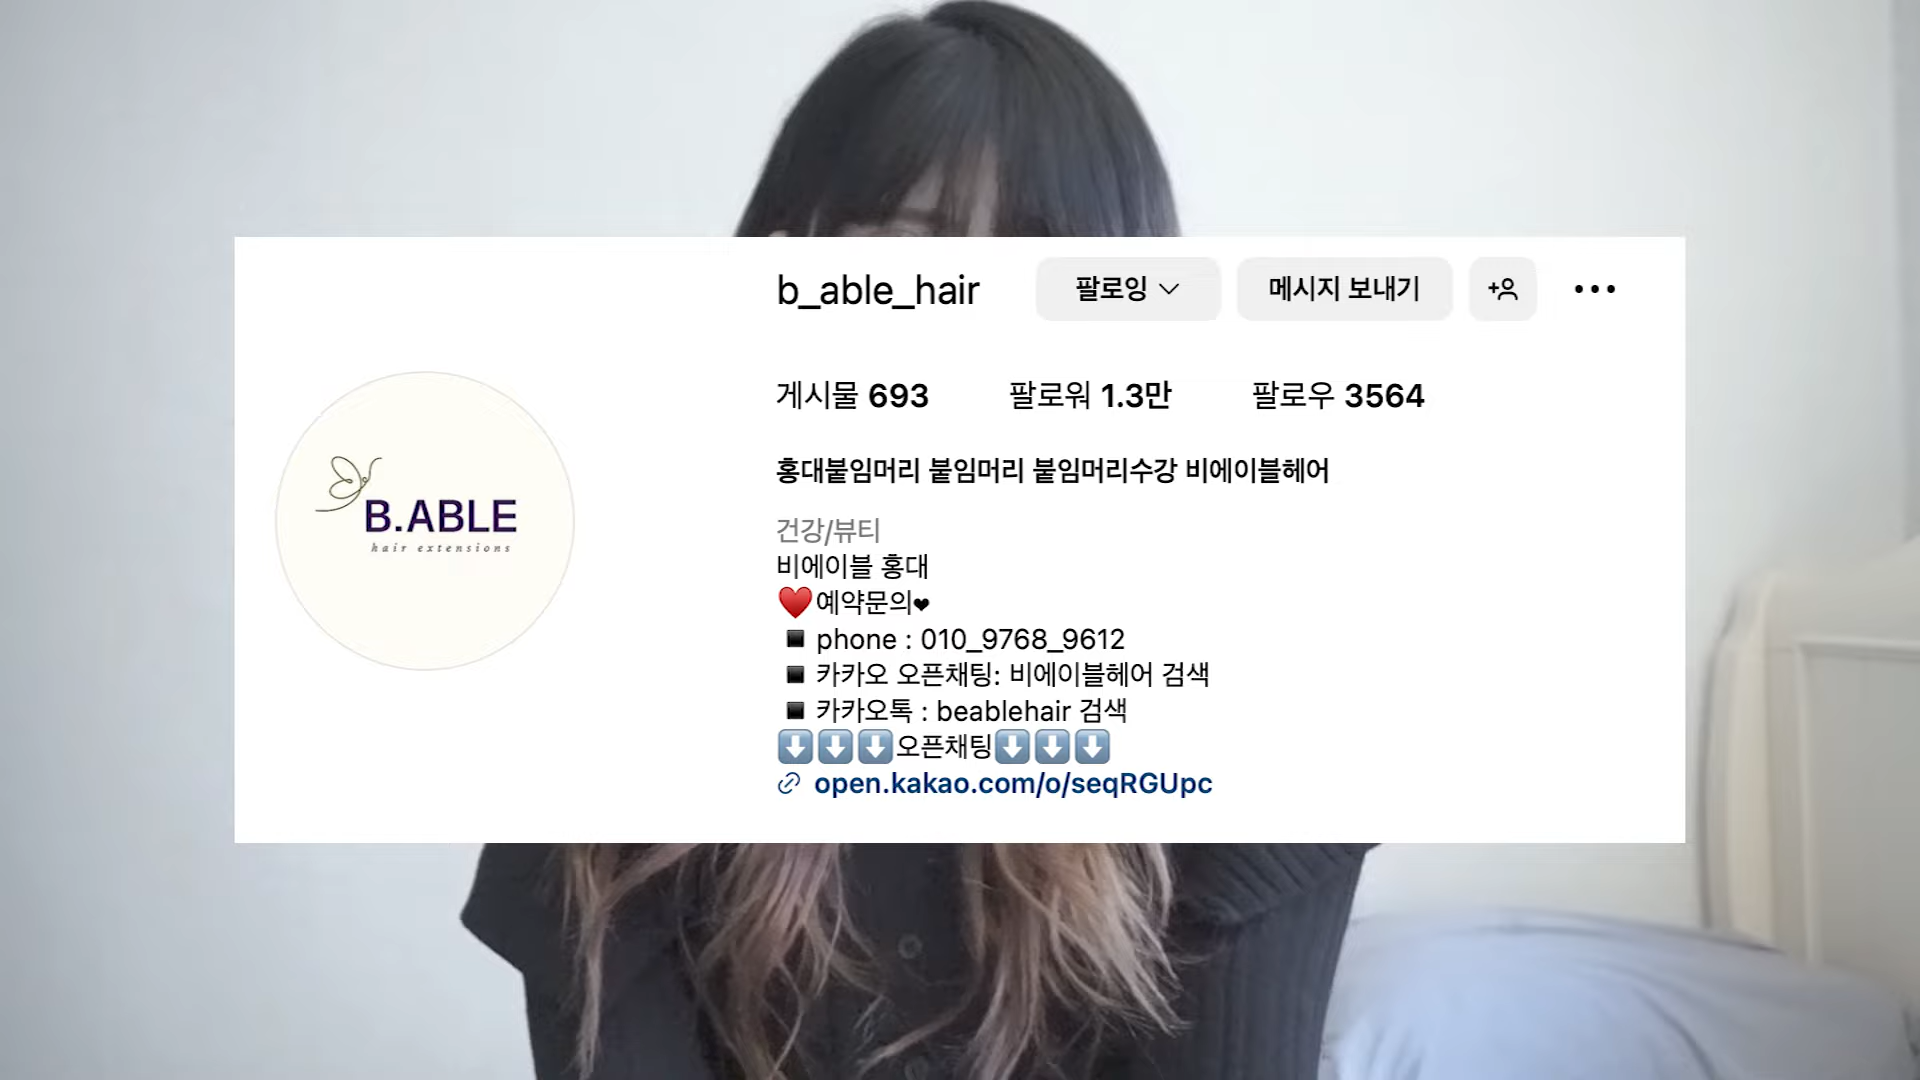 b_able_hair 팔로잉 메시지 보내기
게시물 693 팔로워 1.3만 팔로우 3564
홍대붙임머리 붙임머리 붙임머리수강 비에이블헤어
B.ABLE
hair extensions
건강/뷰티
비에이블 홍대
♥️예약문의❤
◾ phone : 010_9768_9612
◾ 카카오 오픈채팅: 비에이블헤어 검색
◾ 카카오톡 : beablehair 검색
⬇️⬇️⬇️오픈채팅⬇️⬇️⬇️
open.kakao.com/o/seqRGUpc